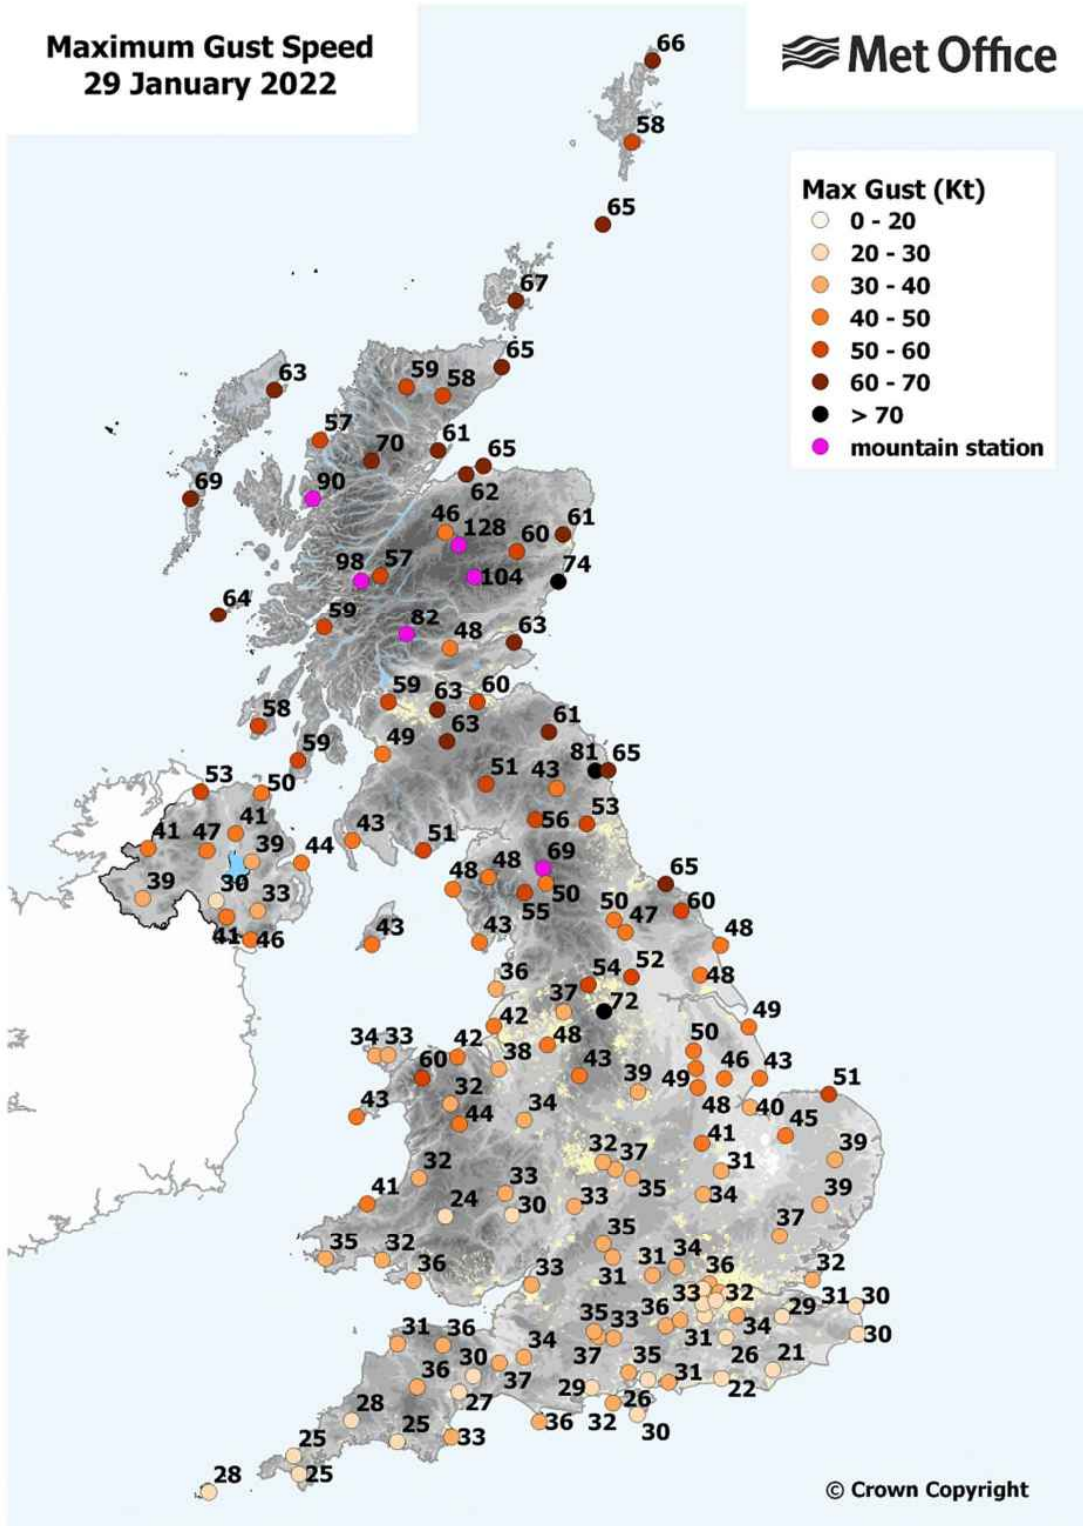 Maximum Gust Speed
29 January 2022
Met Office
Max Gust (Kt)
0 - 20
20 - 30
30 - 40
40 - 50
50 - 60
60 - 70
> 70
mountain station
66
58
65
67
65
59 58
63
57
70 61 65
62
69 90
46 128 60 61
98 57 104 74
64
59 82 48 63
59 63 60
58 63 61
59 49 81 65
53 50 51 43
56 53
41 47 41 39 44 43 51
69
39 30 33 48 48 50 65
55 50 47 60
41 46 43 43 48
36 54 52 48
37 72
42 49
34 33 42 48 50
60 38 43 39 49 46 43
32 48 40 51
43 44 34 45
41
32 32 37 31 39
41 24 33 30 33 35 34 39
35 37
35 32 36 33 31 31 34 36 32
33 32 31 30
31 36 35 33 36 29
34 37 31 34 30
36 30 37 35 31 26 21
28 27 29 26 22
25 36 32 30
25 33
28 25
© Crown Copyright